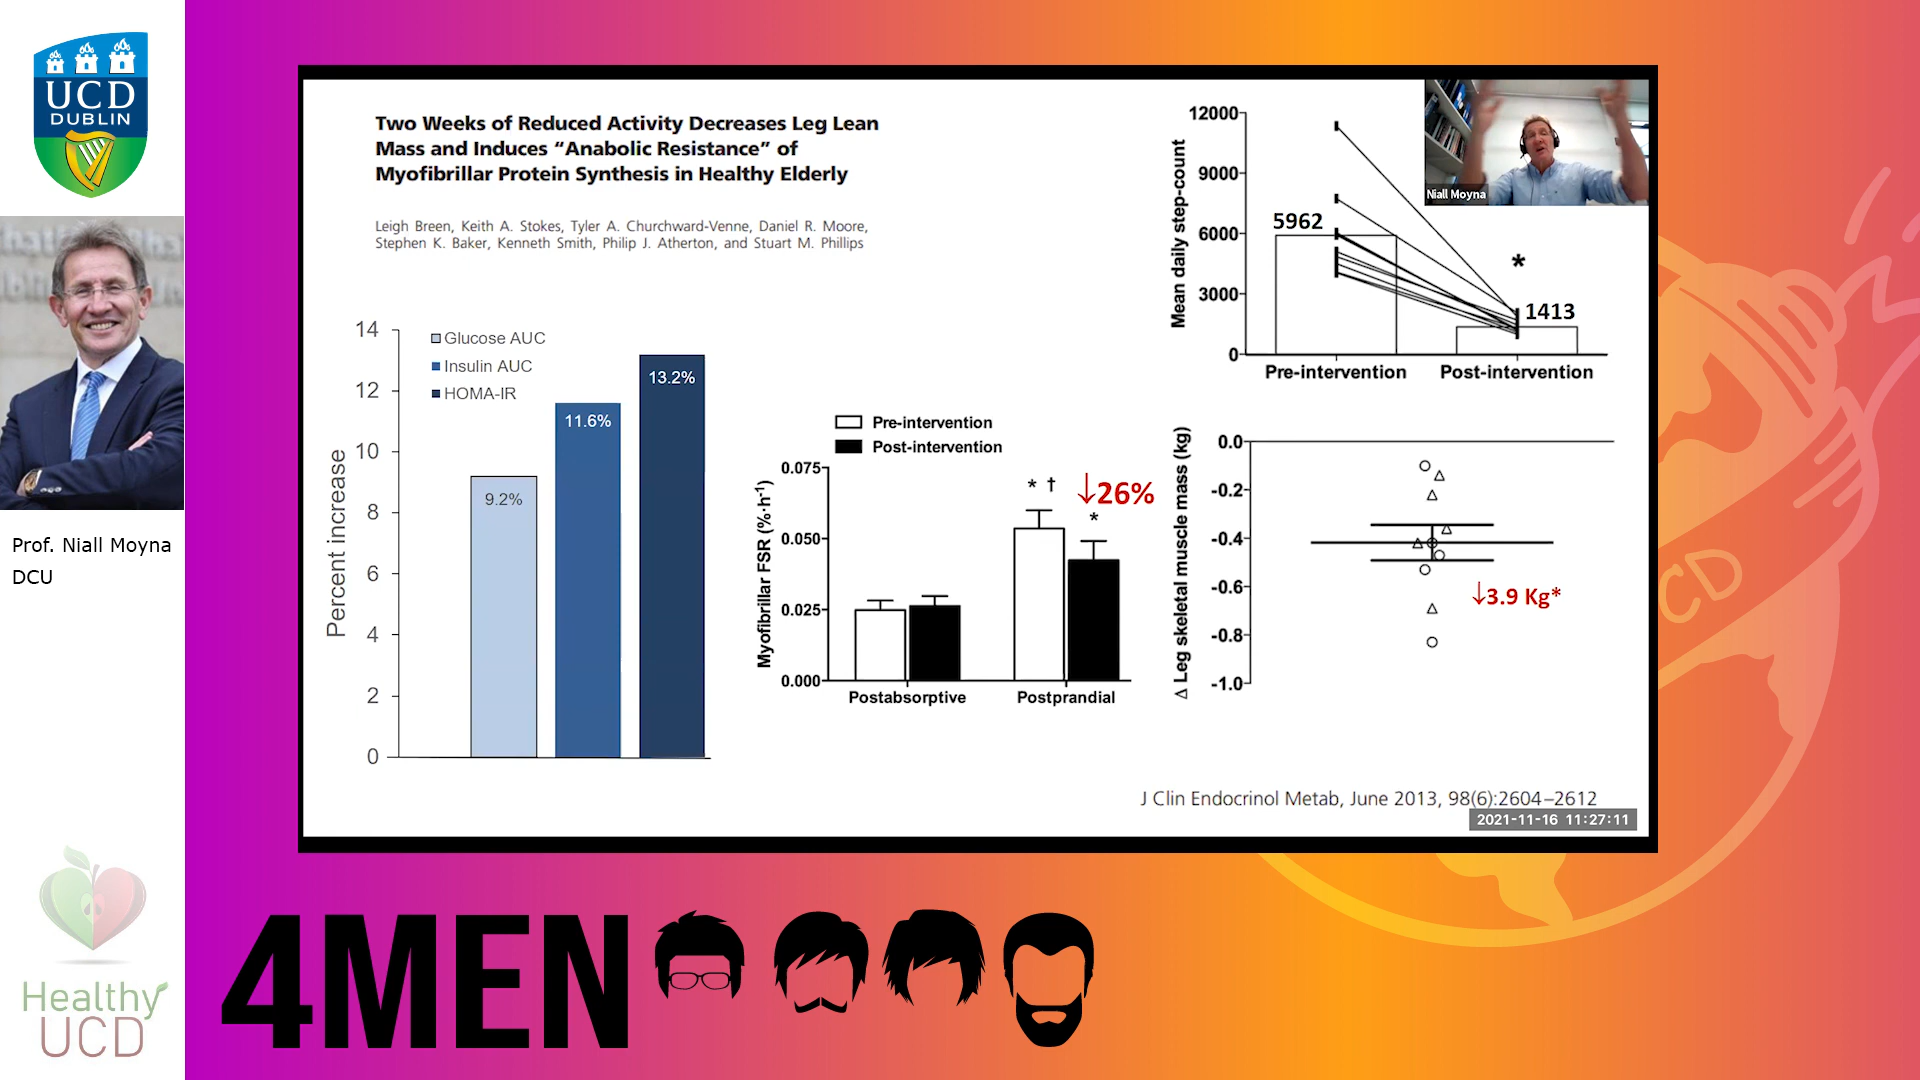 UCD
DUBLIN
Prof. Niall Moyna
DCU
Healthy
UCD
Two Weeks of Reduced Activity Decreases Leg Lean
Mass and Induces “Anabolic Resistance” of
Myofibrillar Protein Synthesis in Healthy Elderly
Leigh Breen, Keith A. Stokes, Tyler A. Churchward-Venne, Daniel R. Moore,
Stephen K. Baker, Kenneth Smith, Philip J. Atherton, and Stuart M. Phillips
Percent increase
14
12
10
8
6
4
2
0
Glucose AUC
Insulin AUC
HOMA-IR
9.2%
11.6%
13.2%
Pre-intervention
Post-intervention
Myofibrillar FSR (%·h-1)
0.075
0.050
0.025
0.000
* †
*
↓26%
Postabsorptive
Postprandial
Mean daily step-count
12000
9000
6000
3000
0
5962
*
1413
Pre-intervention
Post-intervention
Niall Moyna
Δ Leg skeletal muscle mass (kg)
0.0
-0.2
-0.4
-0.6
-0.8
-1.0
↓3.9 Kg*
J Clin Endocrinol Metab, June 2013, 98(6):2604–2612
2021-11-16 11:27:11
4MEN
UCD